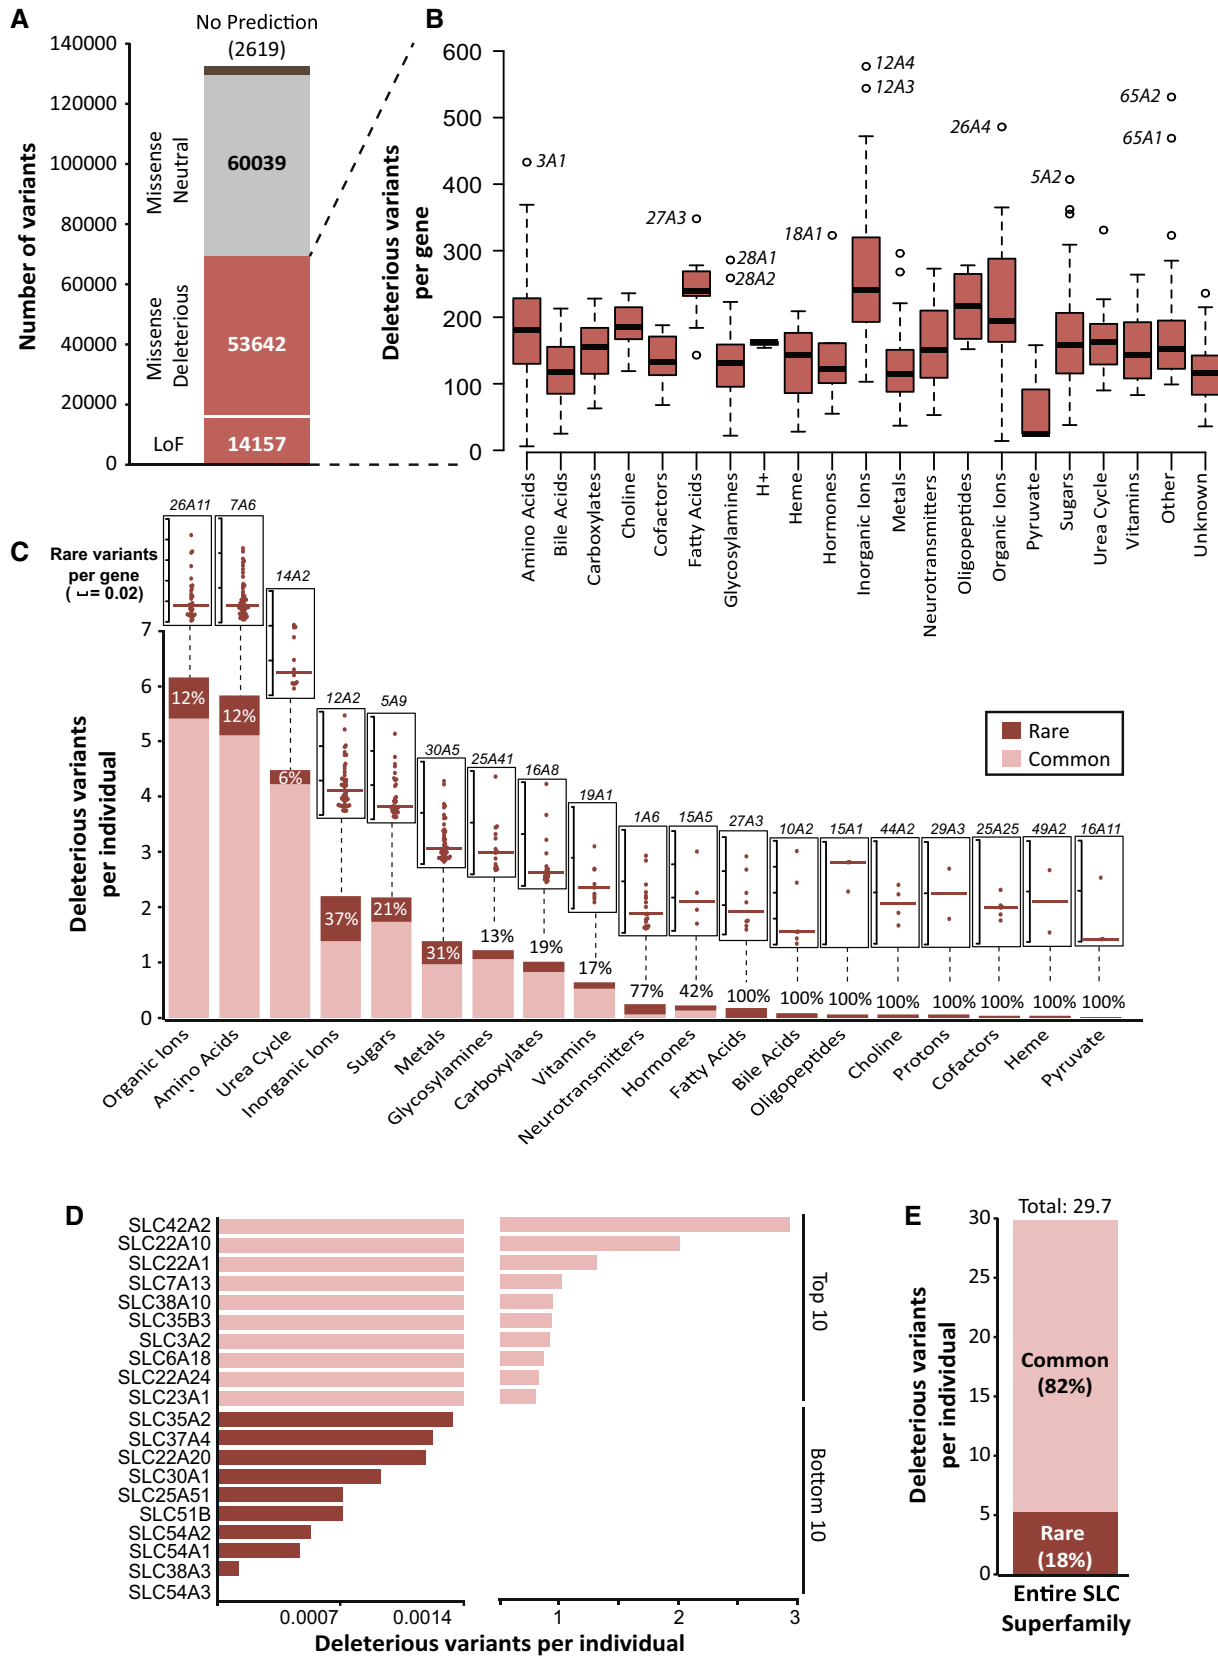 A
No Prediction
(2619)
Number of variants
140000
120000
100000
80000
60000
40000
20000
0
Missense
Neutral
Missense
Deleterious
LoF
60039
53642
14157
B
Deleterious variants
per gene
600
500
400
300
200
100
0
3A1
27A3
28A1
28A2
18A1
12A4
12A3
26A4
5A2
65A2
65A1
Amino Acids
Bile Acids
Carboxylates
Choline
Cofactors
Fatty Acids
Glycosylamines
H+
Heme
Hormones
Inorganic Ions
Metals
Neurotransmitters
Oligopeptides
Organic Ions
Pyruvate
Sugars
Urea Cycle
Vitamins
Other
Unknown
C
Rare variants
per gene
( = 0.02)
Deleterious variants
per individual
7
6
5
4
3
2
1
0
26A11
7A6
14A2
12A2
5A9
30A5
25A41
16A8
19A1
1A6
15A5
27A3
10A2
15A1
44A2
29A3
25A25
49A2
16A11
12%
12%
6%
37%
21%
31%
13%
19%
17%
77%
42%
100%
100%
100%
100%
100%
100%
100%
100%
Rare
Common
Organic Ions
Amino Acids
Urea Cycle
Inorganic Ions
Sugars
Metals
Glycosylamines
Carboxylates
Vitamins
Neurotransmitters
Hormones
Fatty Acids
Bile Acids
Oligopeptides
Choline
Protons
Cofactors
Heme
Pyruvate
D
SLC42A2
SLC22A10
SLC22A1
SLC7A13
SLC38A10
SLC35B3
SLC3A2
SLC6A18
SLC22A24
SLC23A1
SLC35A2
SLC37A4
SLC22A20
SLC30A1
SLC25A51
SLC51B
SLC54A2
SLC54A1
SLC38A3
SLC54A3
Top 10
Bottom 10
0.0007
0.0014
1
2
3
Deleterious variants per individual
E
Total: 29.7
Deleterious variants
per individual
30
25
20
15
10
5
0
Common
(82%)
Rare
(18%)
Entire SLC
Superfamily